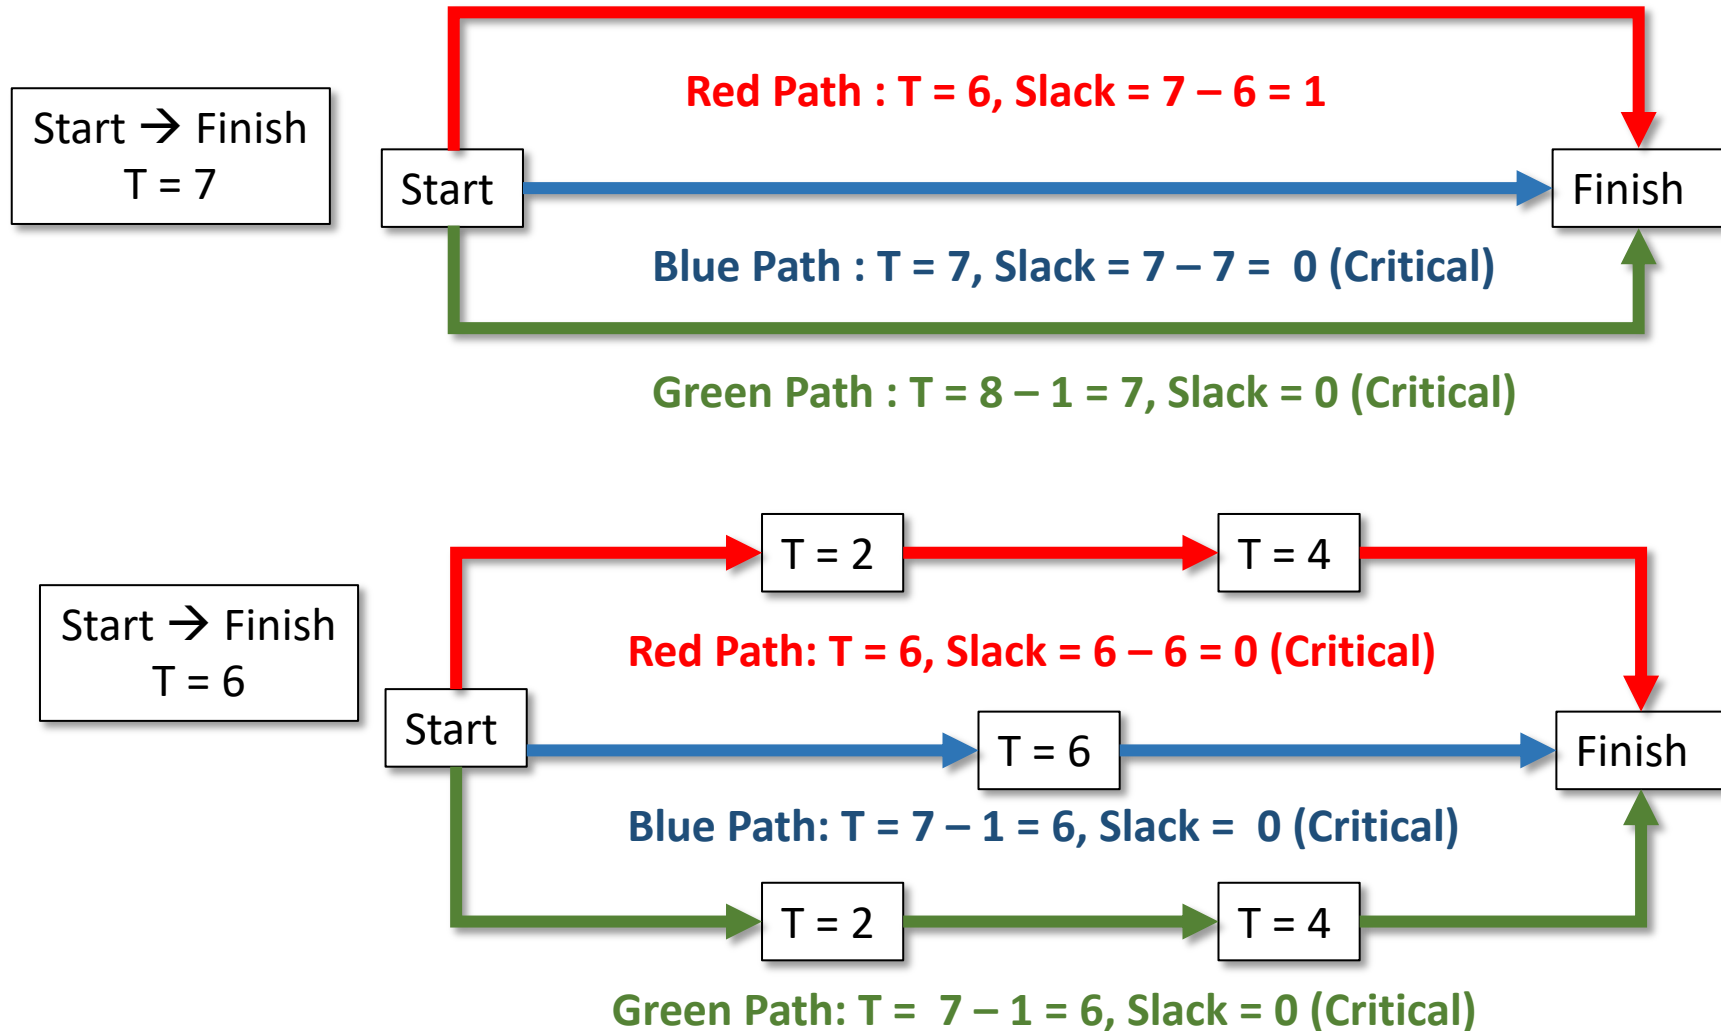 Red Path : T = 6, Slack = 7 – 6 = 1
Start → Finish
T = 7
Start
Finish
Blue Path : T = 7, Slack = 7 – 7 =  0 (Critical)
Green Path : T = 8 – 1 = 7, Slack = 0 (Critical)
T = 2
T = 4
Start → Finish
T = 6
Red Path: T = 6, Slack = 6 – 6 = 0 (Critical)
Start
T = 6
Finish
Blue Path: T = 7 – 1 = 6, Slack =  0 (Critical)
T = 2
T = 4
Green Path: T =  7 – 1 = 6, Slack = 0 (Critical)